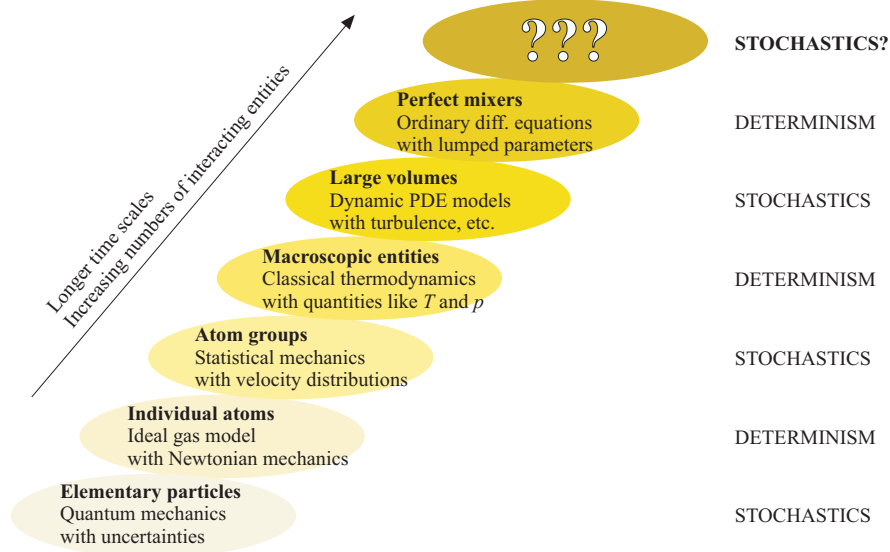 ???
STOCHASTICS?
Perfect mixers
Ordinary diff. equations
with lumped parameters
DETERMINISM
Large volumes
Dynamic PDE models
with turbulence, etc.
STOCHASTICS
Macroscopic entities
Classical thermodynamics
with quantities like T and p
DETERMINISM
Atom groups
Statistical mechanics
with velocity distributions
STOCHASTICS
Individual atoms
Ideal gas model
with Newtonian mechanics
DETERMINISM
Elementary particles
Quantum mechanics
with uncertainties
STOCHASTICS
Longer time scales
Increasing numbers of interacting entities